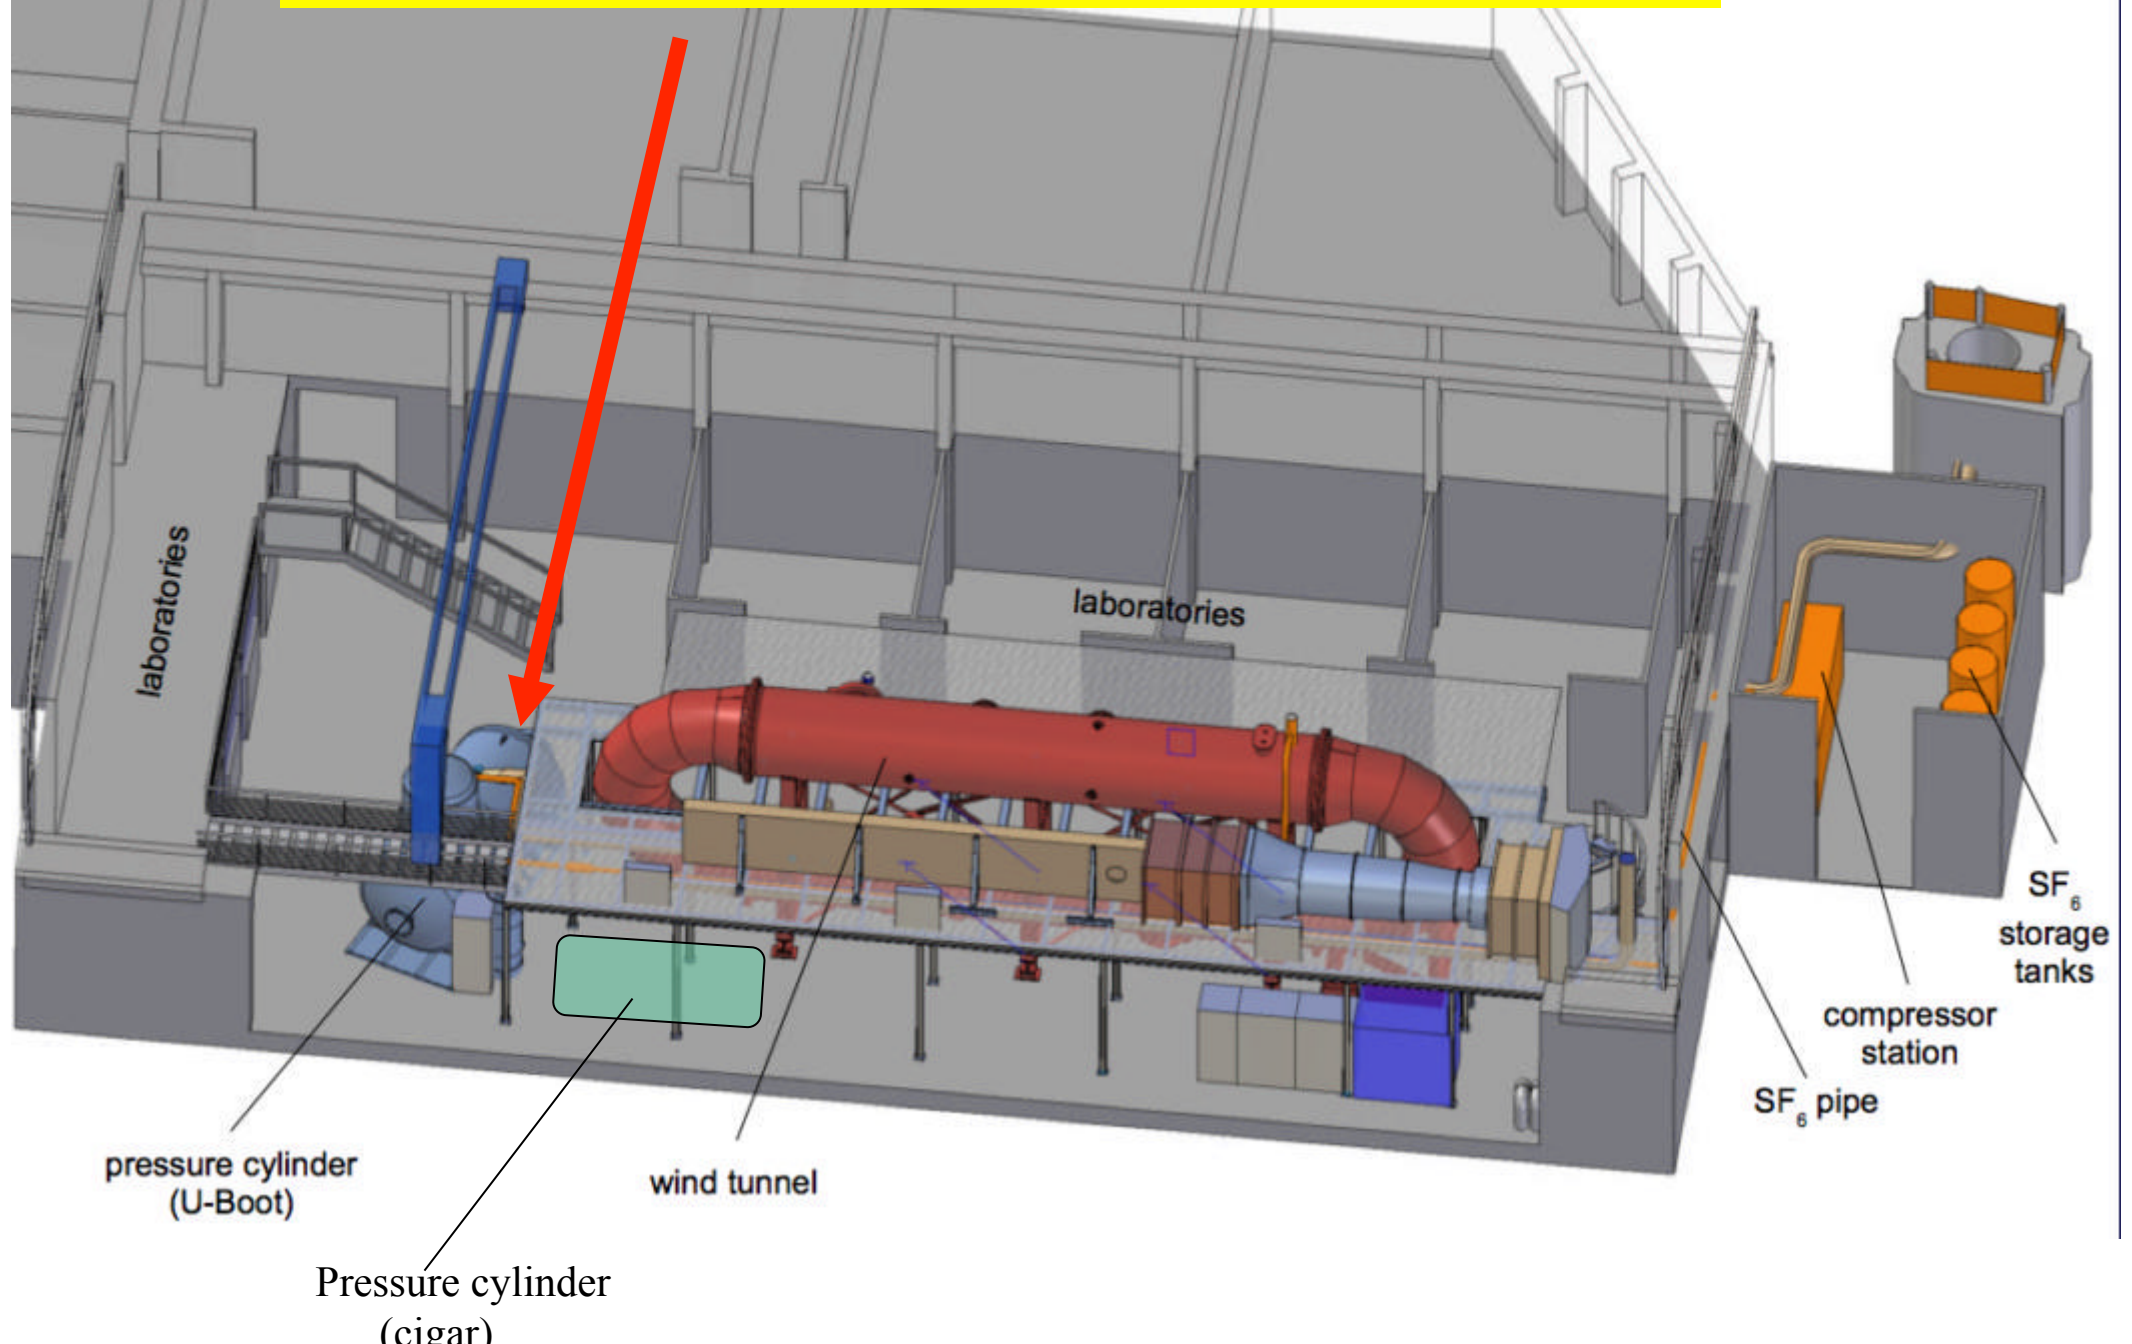 laboratories
laboratories
SF6
storage
tanks
compressor
station
SF6 pipe
pressure cylinder
(U-Boot)
wind tunnel
Pressure cylinder
(cigar)